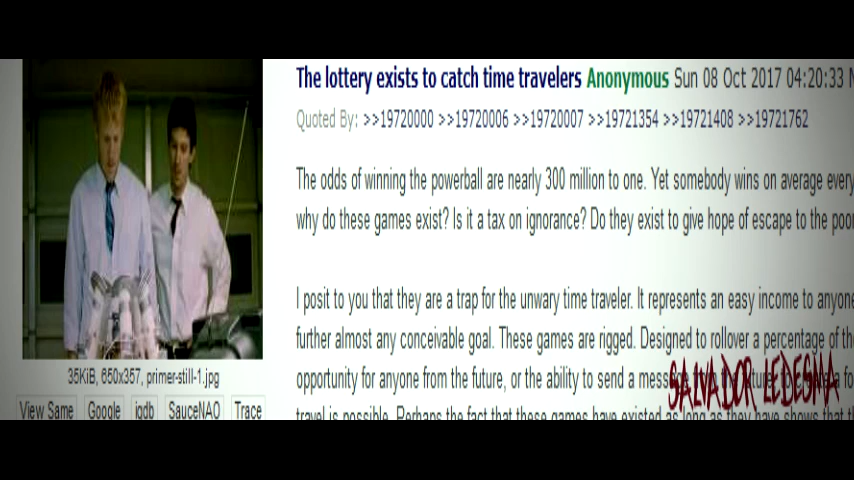 The lottery exists to catch time travelers Anonymous Sun 08 Oct 2017 04:20:33
Quoted By: >>19720000 >>19720006 >>19720007 >>19721354 >>19721408 >>19721762
The odds of winning the powerball are nearly 300 million to one. Yet somebody wins on average every
why do these games exist? Is it a tax on ignorance? Do they exist to give hope of escape to the poor
I posit to you that they are a trap for the unwary time traveler. It represents an easy income to anyone
further almost any conceivable goal. These games are rigged. Designed to rollover a percentage of the
opportunity for anyone from the future, or the ability to send a message from the future to
travel is possible. Perhaps the fact that these games have existed as long as they have shows that
35KiB, 650x357, primer-still-1.jpg
View Same Google iqdb SauceNAO Trace
SALVADOR LEDESMA